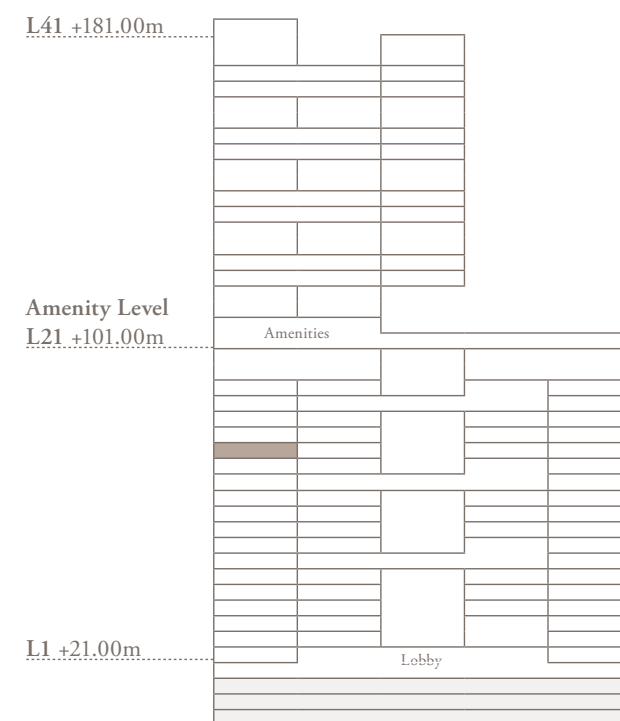 L41 +181.00m
Amenity Level
L21 +101.00m
Amenities
L1 +21.00m
Lobby